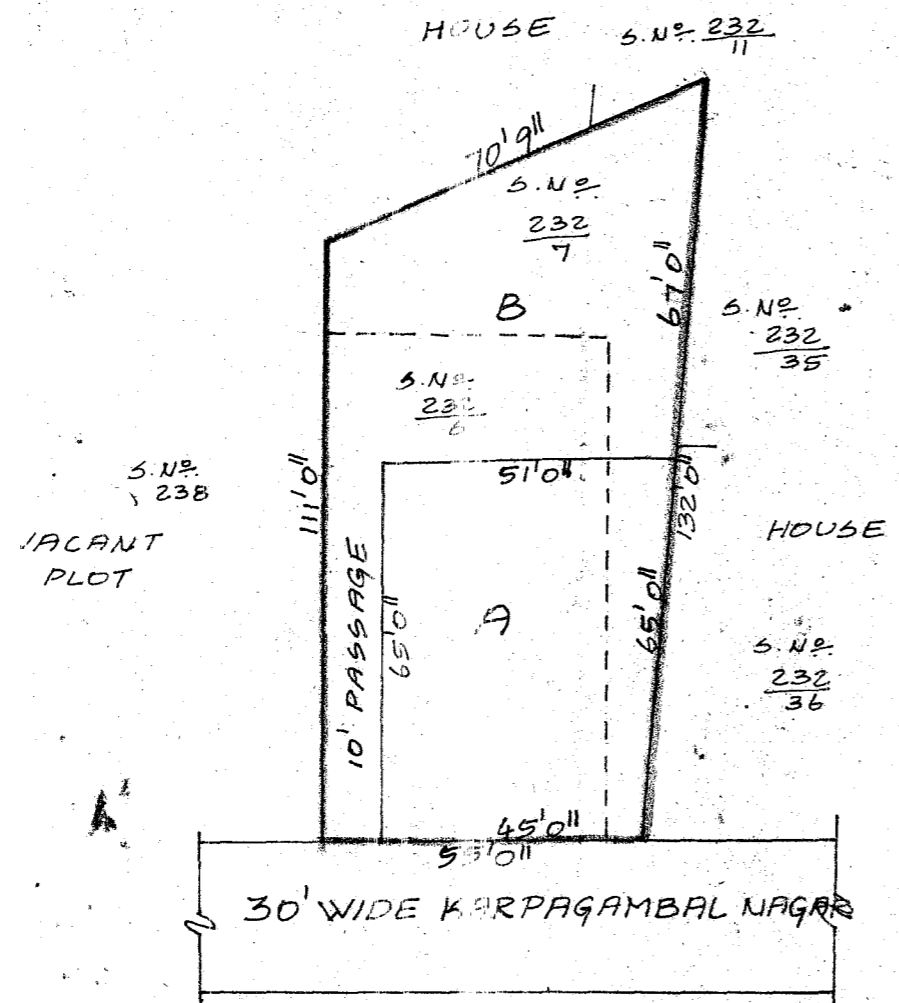 HOUSE
S.Nº 232/11
70'9"
S.Nº
232/7
67'0"
B
S.Nº
232/35
S.Nº
232/6
51'0"
S.Nº
238
111'0"
132'0"
VACANT
PLOT
HOUSE
10' PASSAGE
65'0"
A
65'0"
S.Nº
232/36
45'0"
55'0"
30' WIDE KARPAGAMBAL NAGAR